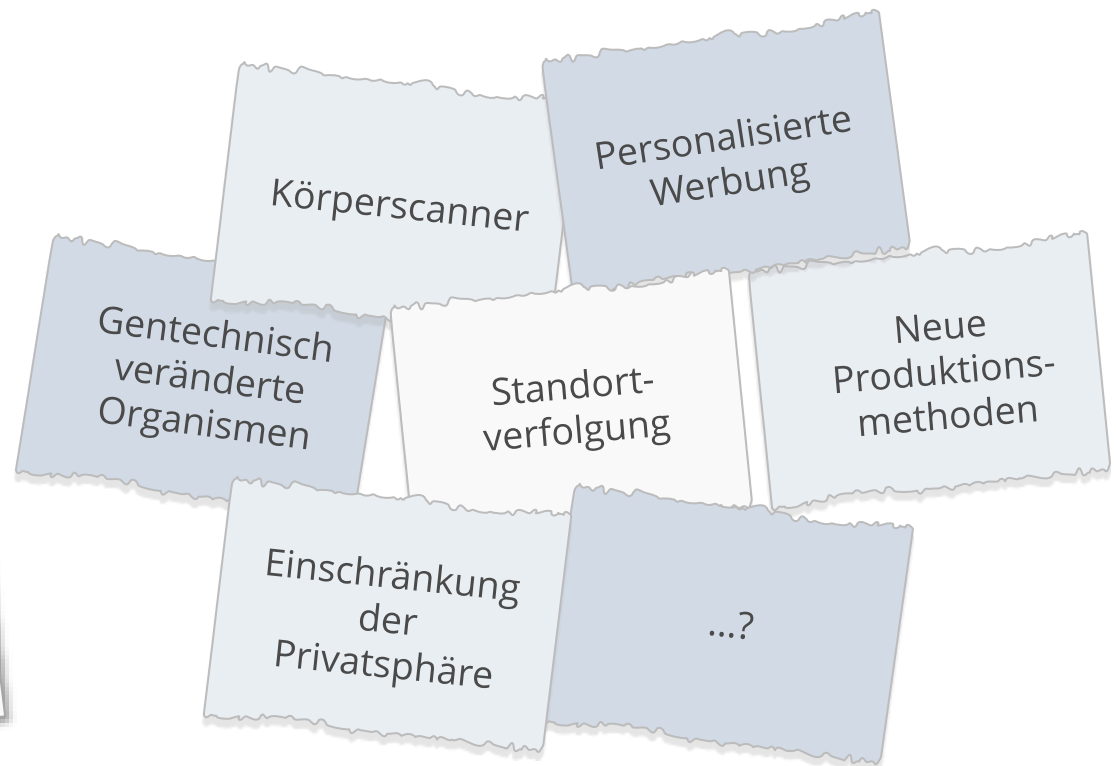 Körperscanner
Personalisierte
Werbung
Gentechnisch
veränderte
Organismen
Standort-
verfolgung
Neue
Produktions-
methoden
Einschränkung
der
Privatsphäre
...?